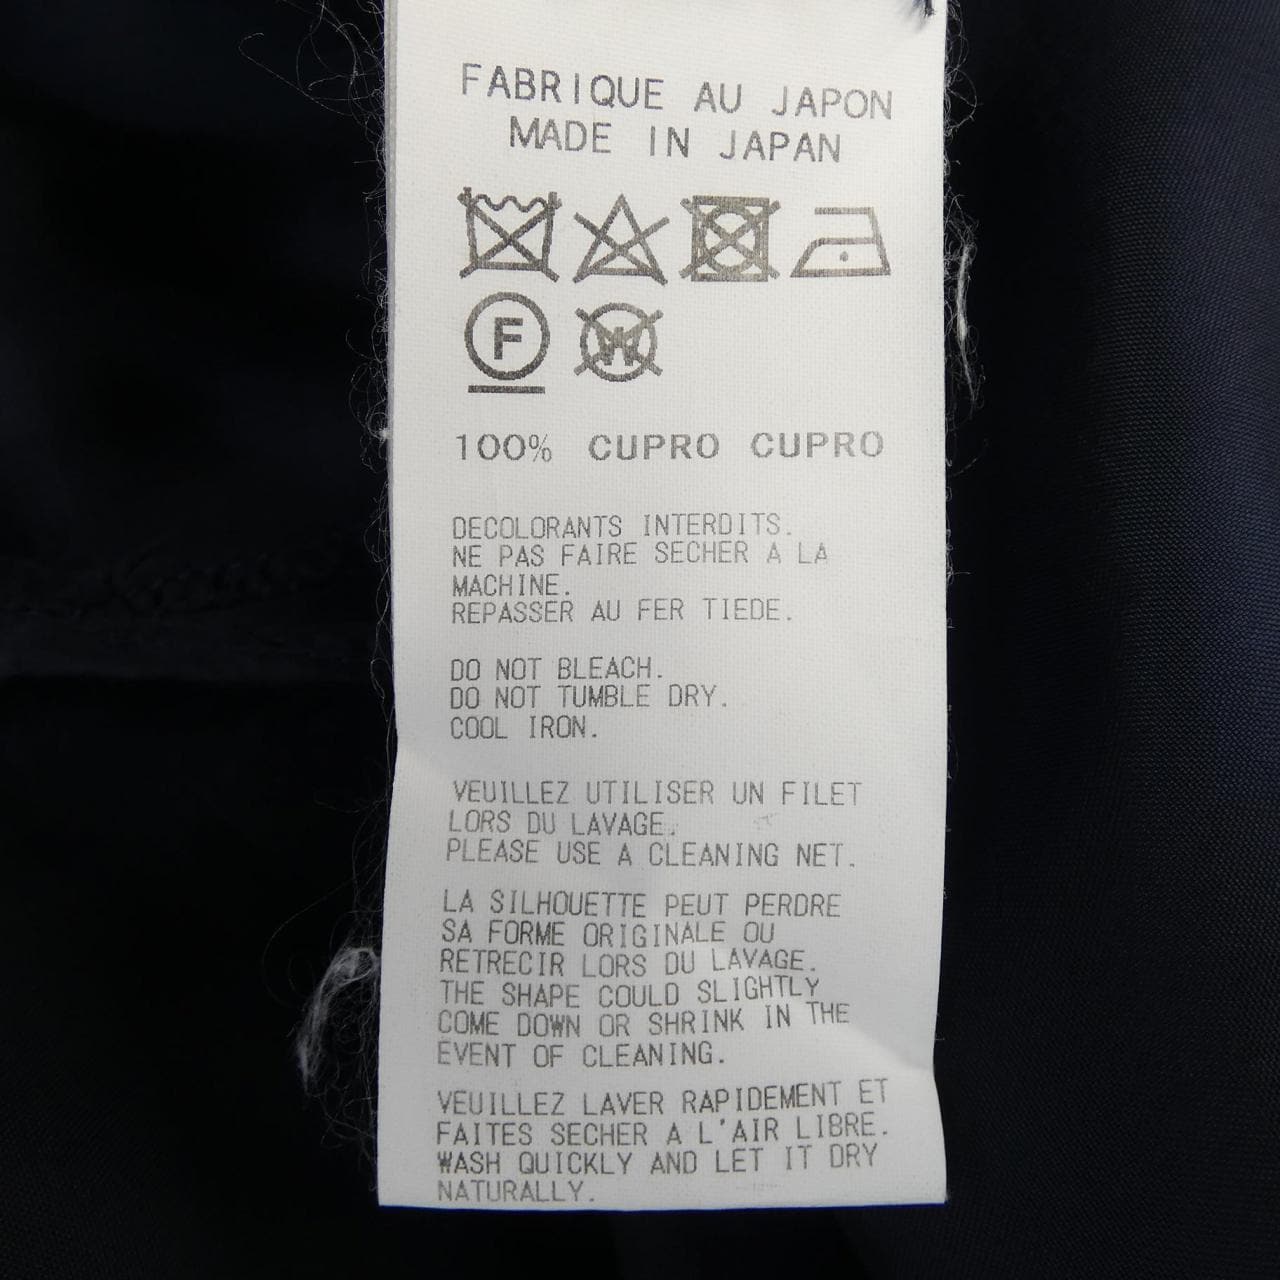 FABRIQUE AU JAPON
MADE IN JAPAN
F W
100% CUPRO CUPRO
DECOLORANTS INTERDITS.
NE PAS FAIRE SECHER A LA
MACHINE.
REPASSER AU FER TIEDE.
DO NOT BLEACH.
DO NOT TUMBLE DRY.
COOL IRON.
VEUILLEZ UTILISER UN FILET
LORS DU LAVAGE.
PLEASE USE A CLEANING NET.
LA SILHOUETTE PEUT PERDRE
SA FORME ORIGINALE OU
RETRECIR LORS DU LAVAGE.
THE SHAPE COULD SLIGHTLY
COME DOWN OR SHRINK IN THE
EVENT OF CLEANING.
VEUILLEZ LAVER RAPIDEMENT ET
FAITES SECHER A L'AIR LIBRE.
WASH QUICKLY AND LET IT DRY
NATURALLY.